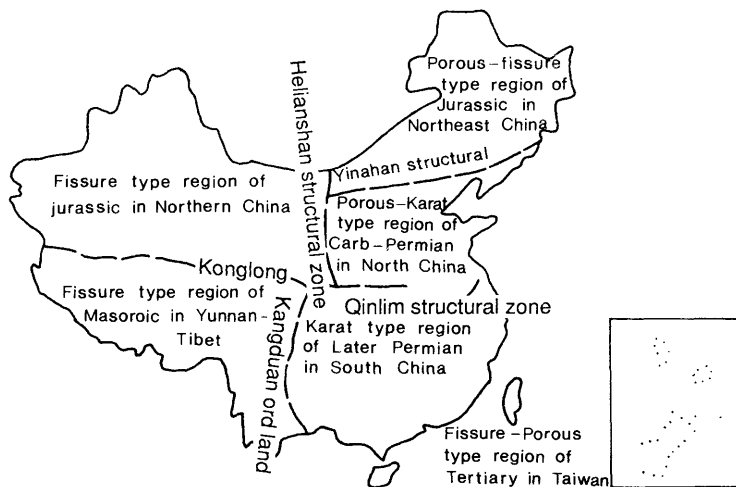 Porous-fissure
type region of
Jurassic in
Northeast China
Helianshan structural zone
Yinahan structural
Fissure type region of
jurassic in Northern China
Porous-Karat
type region of
Carb-Permian
in North China
Konglong
Fissure type region of
Masoroic in Yunnan-
Tibet
Kangduan ord land
Qinlim structural zone
Karat type region
of Later Permian
in South China
Fissure-Porous
type region of
Tertiary in Taiwan